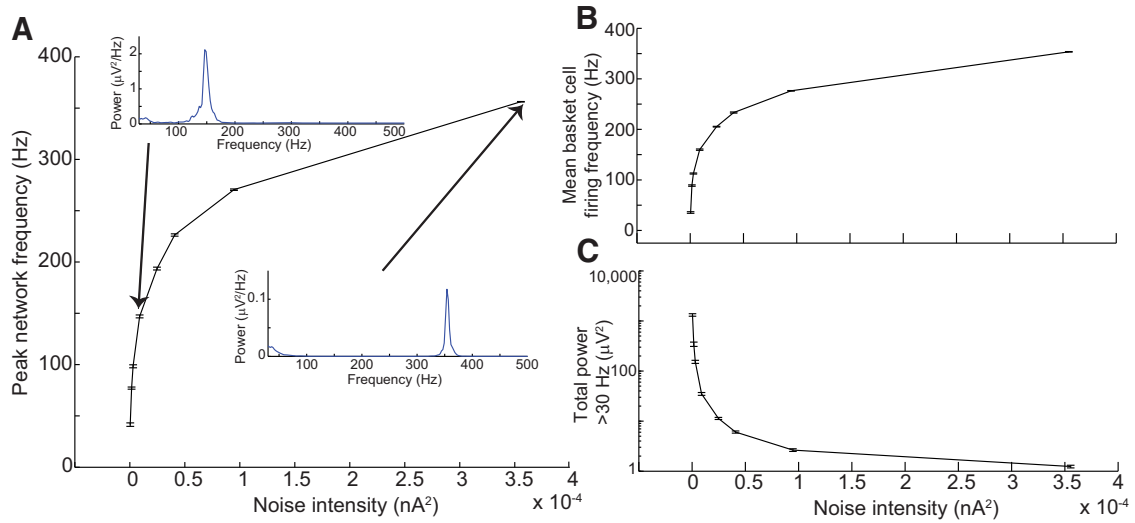 A
Peak network frequency (Hz)
400
300
200
100
0
0 0.5 1 1.5 2 2.5 3 3.5 4
Noise intensity (nA²)
x 10⁻⁴
Power (μV²/Hz)
2
1
0
100 200 300 400 500
Frequency (Hz)
Power (μV²/Hz)
0.1
0
100 200 300 400 500
Frequency (Hz)
B
Mean basket cell
firing frequency (Hz)
400
300
200
100
0
C
Total power
>30 Hz (μV²)
10,000
100
1
0 0.5 1 1.5 2 2.5 3 3.5 4
Noise intensity (nA²)
x 10⁻⁴